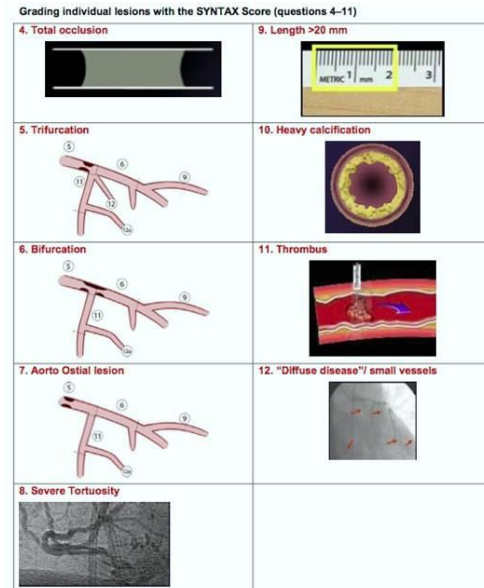 Grading individual lesions with the SYNTAX Score (questions 4–11)
4. Total occlusion
9. Length >20 mm
METRIC 1 mm 2 3
5. Trifurcation
5
6
9
11
12
12a
10. Heavy calcification
6. Bifurcation
5
6
9
11
12a
11. Thrombus
7. Aorto Ostial lesion
5
6
9
11
12a
12. "Diffuse disease"/ small vessels
8. Severe Tortuosity